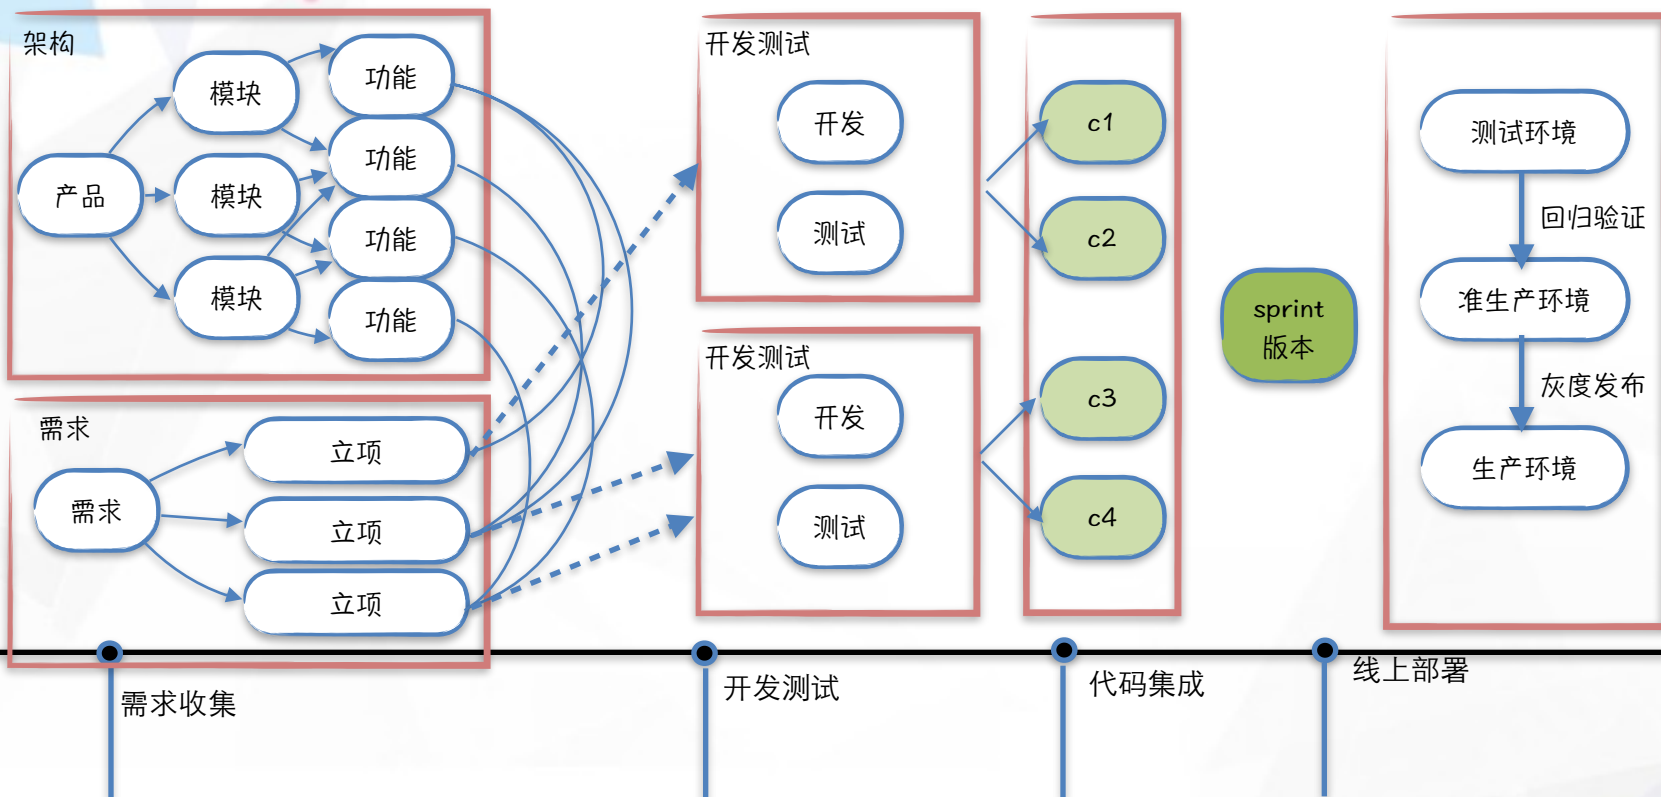 架构
产品
模块
模块
模块
功能
功能
功能
功能
需求
需求
立项
立项
立项
开发测试
开发
测试
开发测试
开发
测试
c1
c2
c3
c4
sprint
版本
测试环境
回归验证
准生产环境
灰度发布
生产环境
需求收集
开发测试
代码集成
线上部署